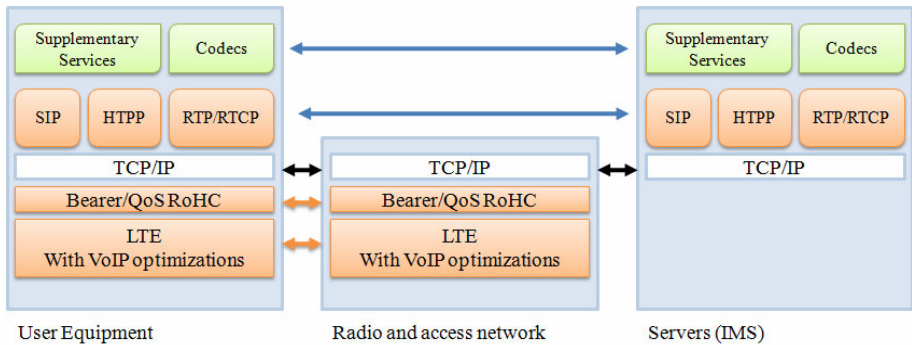 Supplementary
Services
Codecs
SIP
HTPP
RTP/RTCP
TCP/IP
Bearer/QoS RoHC
LTE
With VoIP optimizations
User Equipment
TCP/IP
Bearer/QoS RoHC
LTE
With VoIP optimizations
Radio and access network
Supplementary
Services
Codecs
SIP
HTPP
RTP/RTCP
TCP/IP
Servers (IMS)